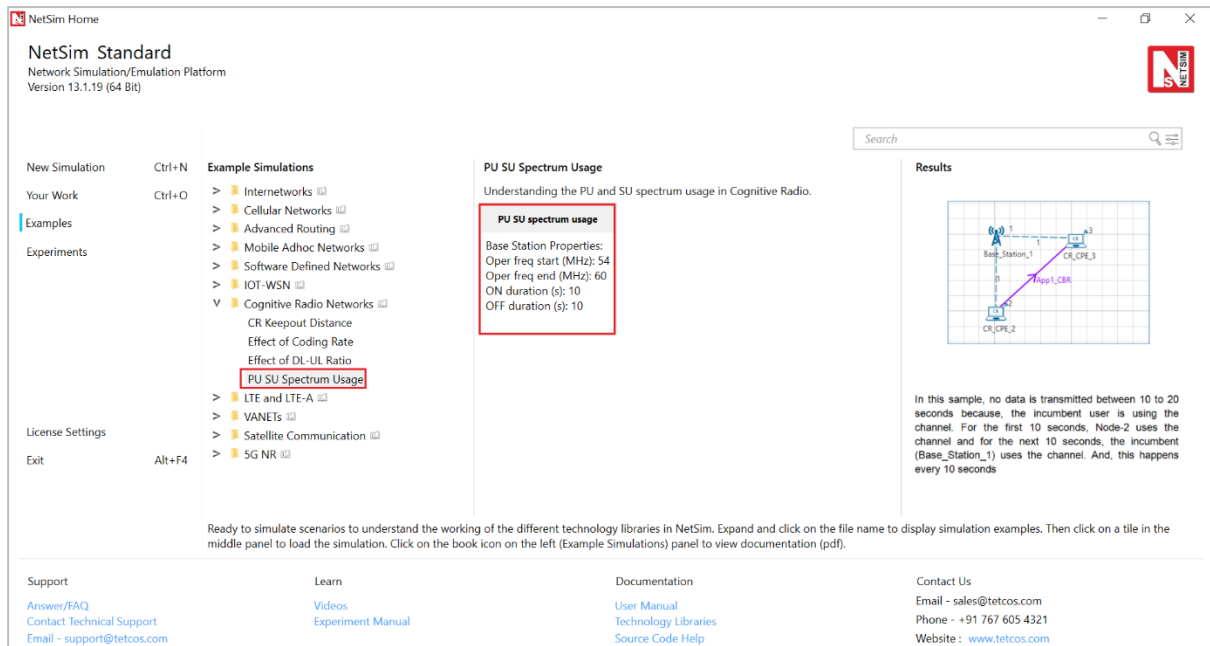 NetSim Home
NetSim Standard
Network Simulation/Emulation Platform
Version 13.1.19 (64 Bit)
NETSIM
Search
New Simulation Ctrl+N
Your Work Ctrl+O
Examples
Experiments
License Settings
Exit Alt+F4
Example Simulations
> Internetworks
> Cellular Networks
> Advanced Routing
> Mobile Adhoc Networks
> Software Defined Networks
> IOT-WSN
v Cognitive Radio Networks
CR Keepout Distance
Effect of Coding Rate
Effect of DL-UL Ratio
PU SU Spectrum Usage
> LTE and LTE-A
> VANETs
> Satellite Communication
> 5G NR
PU SU Spectrum Usage
Understanding the PU and SU spectrum usage in Cognitive Radio.
PU SU spectrum usage
Base Station Properties:
Oper freq start (MHz): 54
Oper freq end (MHz): 60
ON duration (s): 10
OFF duration (s): 10
Results
1
3
1
Base_Station_1
CR_CPE_3
1
App1_CBR
2
CR_CPE_2
In this sample, no data is transmitted between 10 to 20
seconds because, the incumbent user is using the
channel. For the first 10 seconds, Node-2 uses the
channel and for the next 10 seconds, the incumbent
(Base_Station_1) uses the channel. And, this happens
every 10 seconds
Ready to simulate scenarios to understand the working of the different technology libraries in NetSim. Expand and click on the file name to display simulation examples. Then click on a tile in the
middle panel to load the simulation. Click on the book icon on the left (Example Simulations) panel to view documentation (pdf).
Support
Answer/FAQ
Contact Technical Support
Email - support@tetcos.com
Learn
Videos
Experiment Manual
Documentation
User Manual
Technology Libraries
Source Code Help
Contact Us
Email - sales@tetcos.com
Phone - +91 767 605 4321
Website : www.tetcos.com